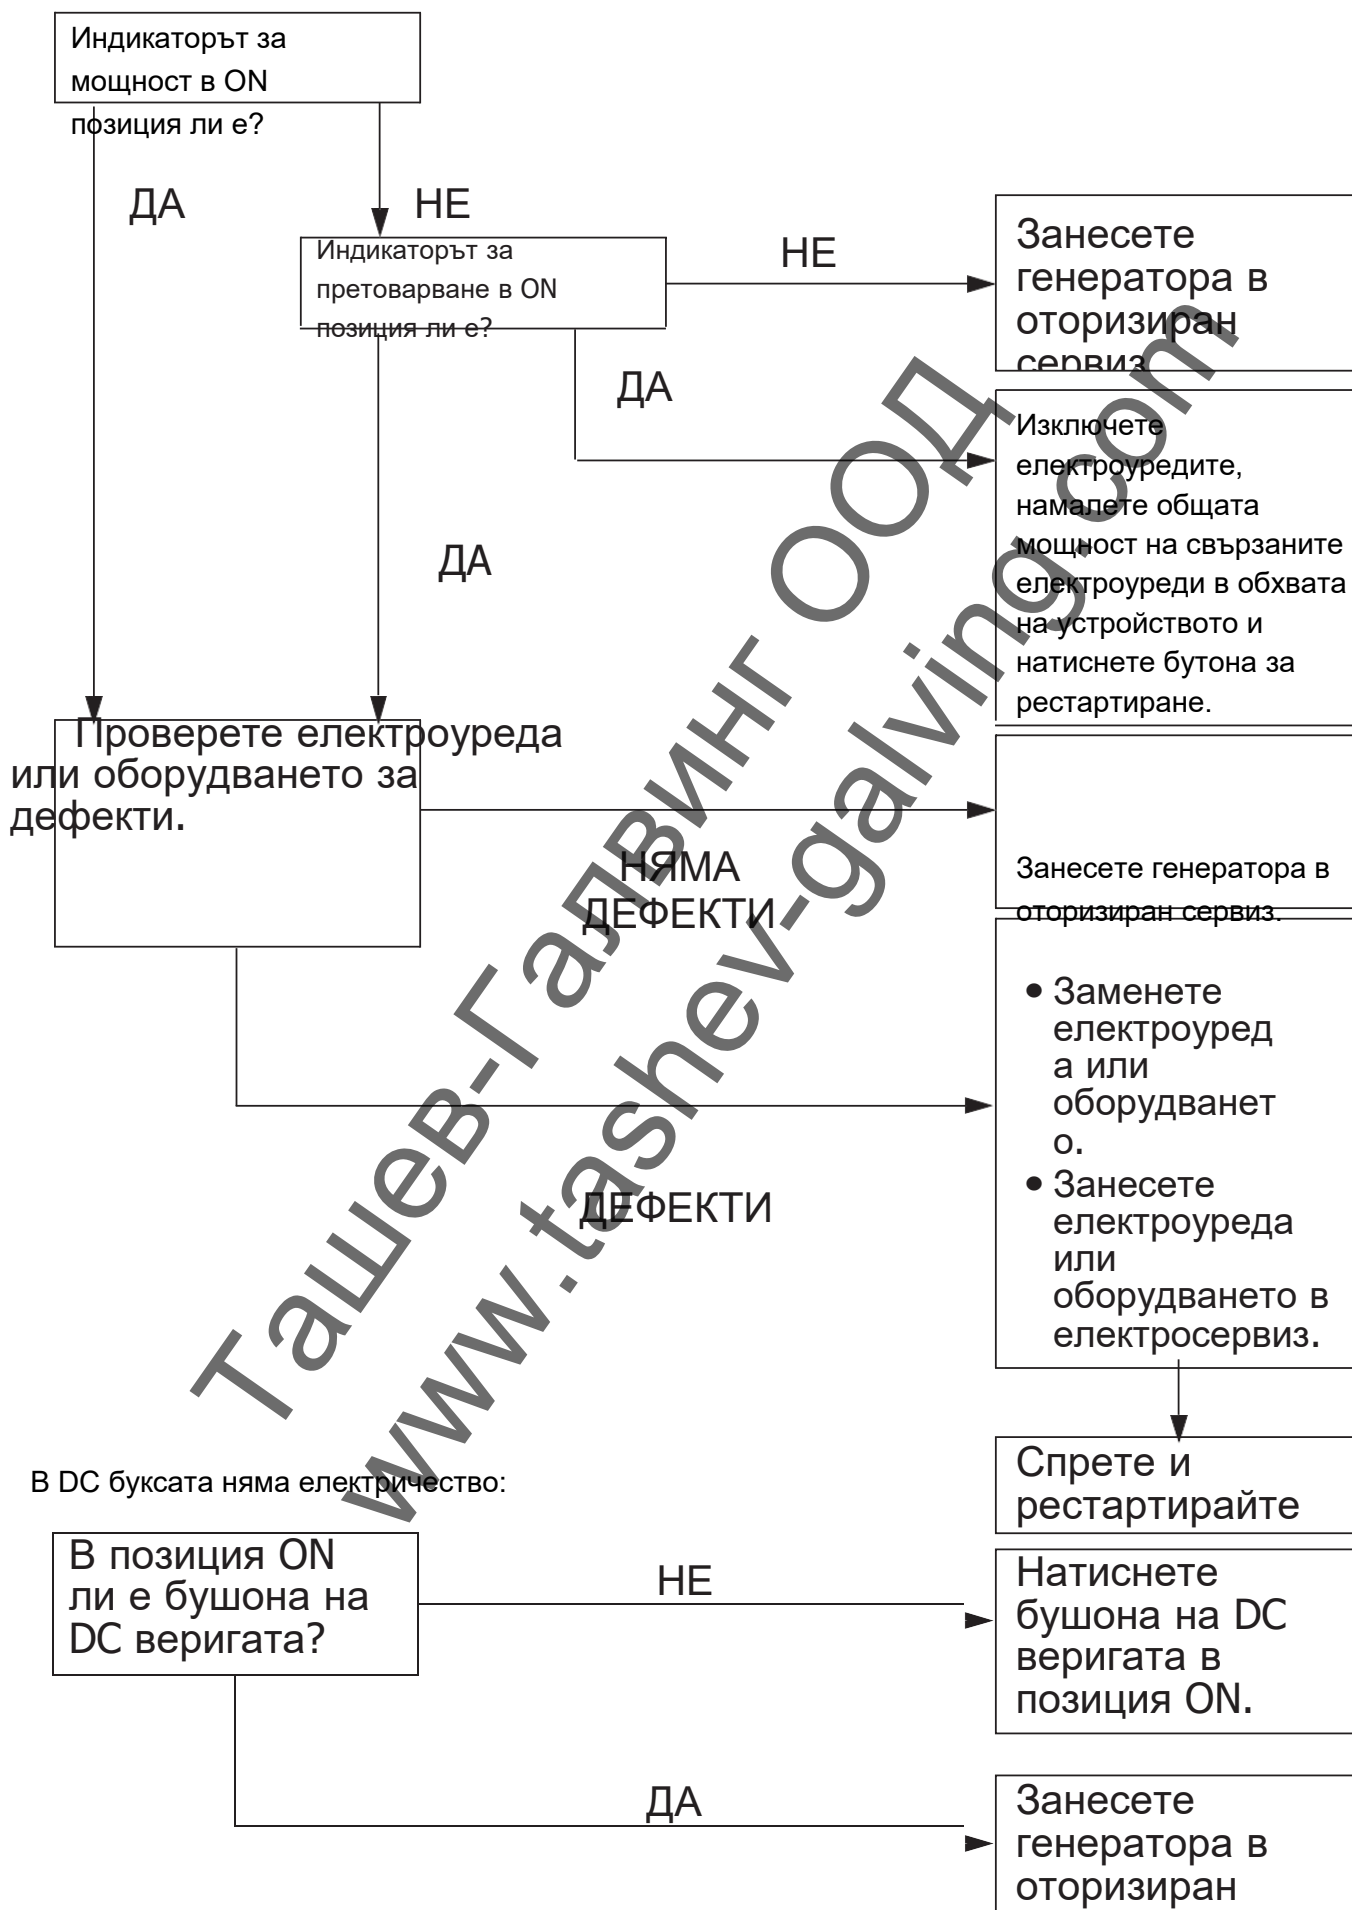 Индикаторът за
мощност в ON
позиция ли е?
ДА
НЕ
Индикаторът за
претоварване в ON
позиция ли е?
НЕ
Занесете
генератора в
оторизиран
сервиз
ДА
Изключете
електроуредите,
намалете общата
мощност на свързаните
електроуреди в обхвата
на устройството и
натиснете бутона за
рестартиране.
ДА
Проверете електроуреда
или оборудването за
дефекти.
НЯМА
ДЕФЕКТИ
Занесете генератора в
оторизиран сервиз.
• Заменете
електроуред
а или
оборудванет
о.
• Занесете
електроуреда
или
оборудването в
електросервиз.
ДЕФЕКТИ
Спрете и
рестартирайте
В DC буксата няма електричество:
В позиция ON
ли е бушона на
DC веригата?
НЕ
Натиснете
бушона на DC
веригата в
позиция ON.
ДА
Занесете
генератора в
оторизиран
Ташев-Галвинг ООД
www.tashev-galving.com